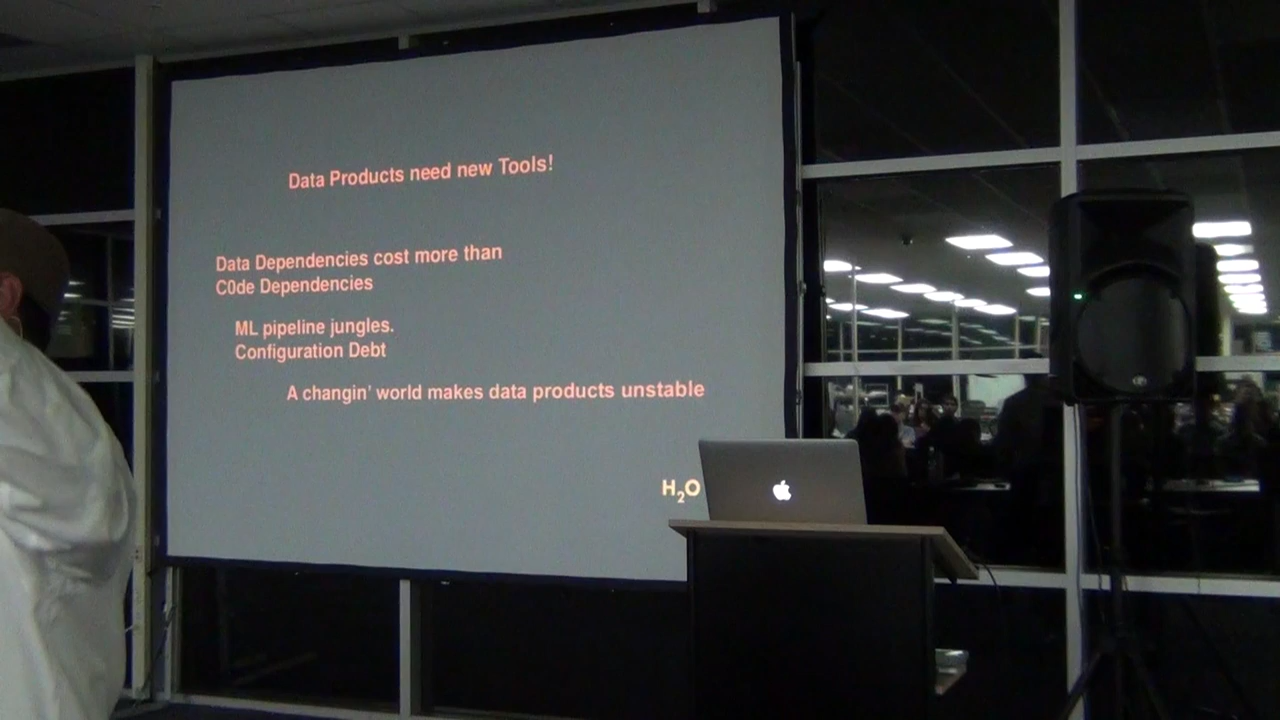 Data Products need new Tools!
Data Dependencies cost more than
C0de Dependencies
ML pipeline jungles.
Configuration Debt
A changin' world makes data products unstable
H2O